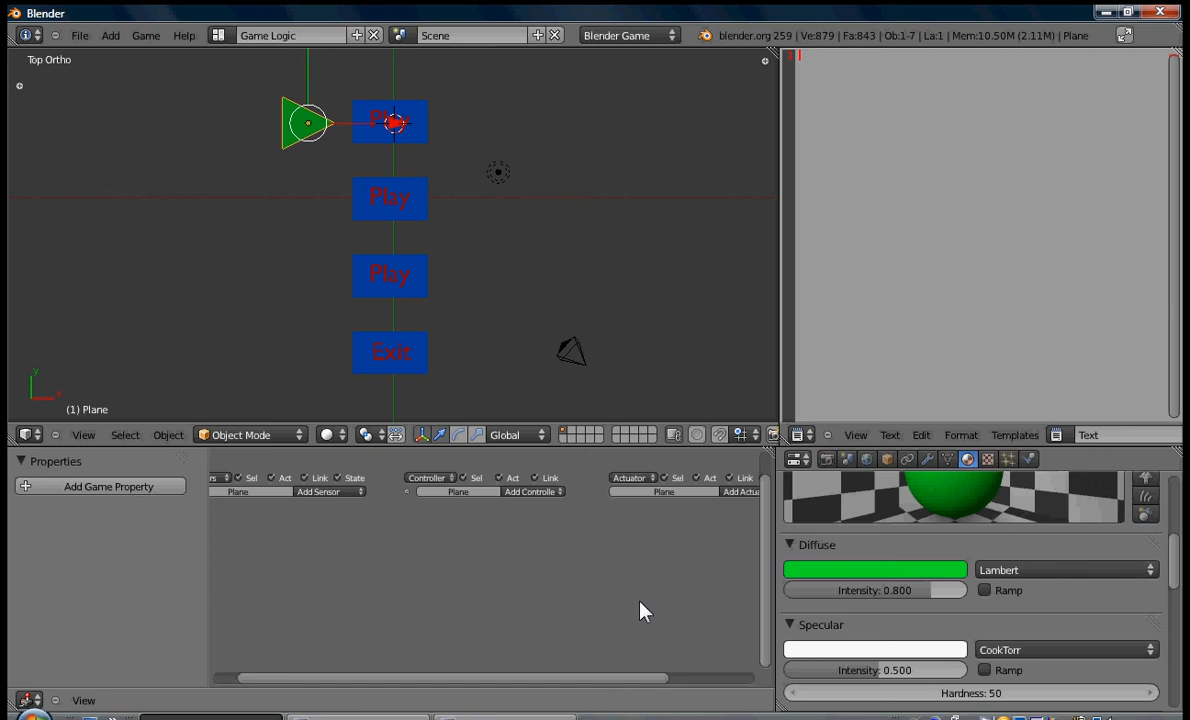 Blender
File Add Game Help Game Logic Scene Blender Game blender.org 259 | Ve:879 | Fa:843 | Ob:1-7 | La:1 | Mem:10.50M (2.11M) | Plane
Top Ortho
Play
Play
Play
Exit
y
x
(1) Plane
View Select Object Object Mode Global
View Text Edit Format Templates Text
Properties
Add Game Property
rs Sel Act Link State Controller Sel Act Link Actuator Sel Act Link
Plane Add Sensor Plane Add Controlle Plane Add Actua
Diffuse
Lambert
Intensity: 0.800 Ramp
Specular
CookTorr
Intensity: 0.500 Ramp
Hardness: 50
View